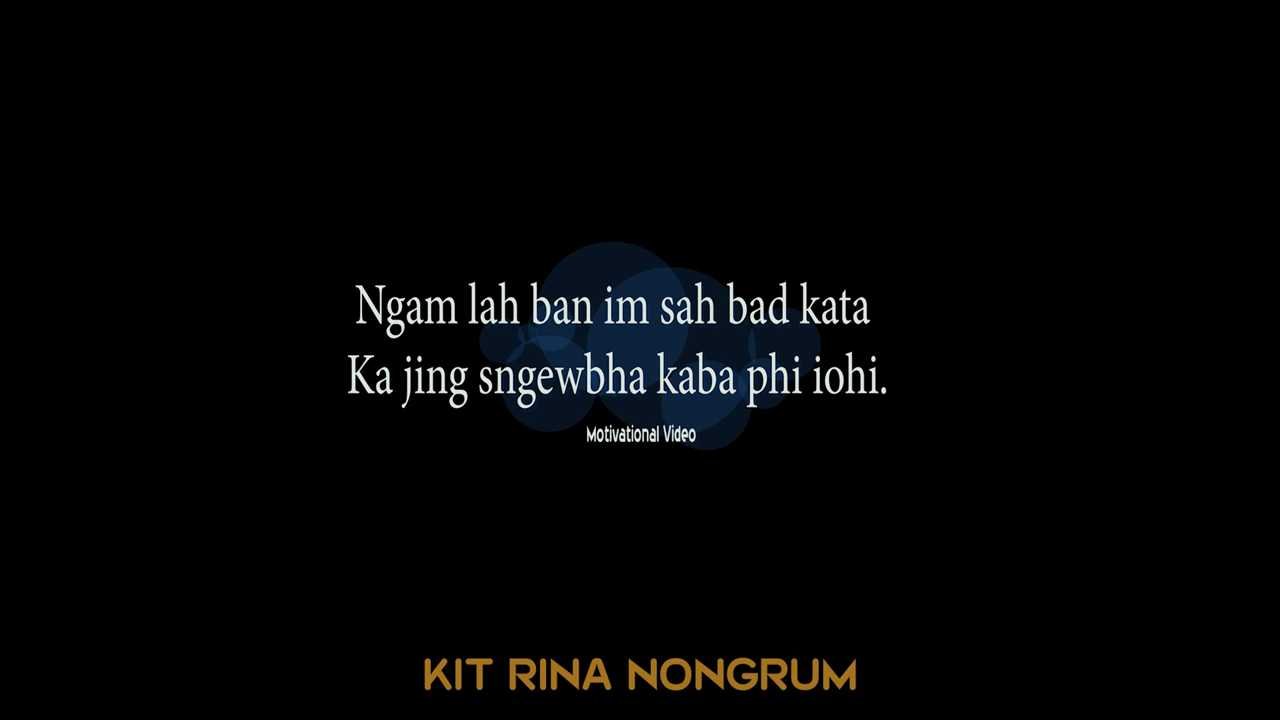 Ngam lah ban im sah bad kata
Ka jing sngewbha kaba phi iohi.
Motivational Video
KIT RINA NONGRUM